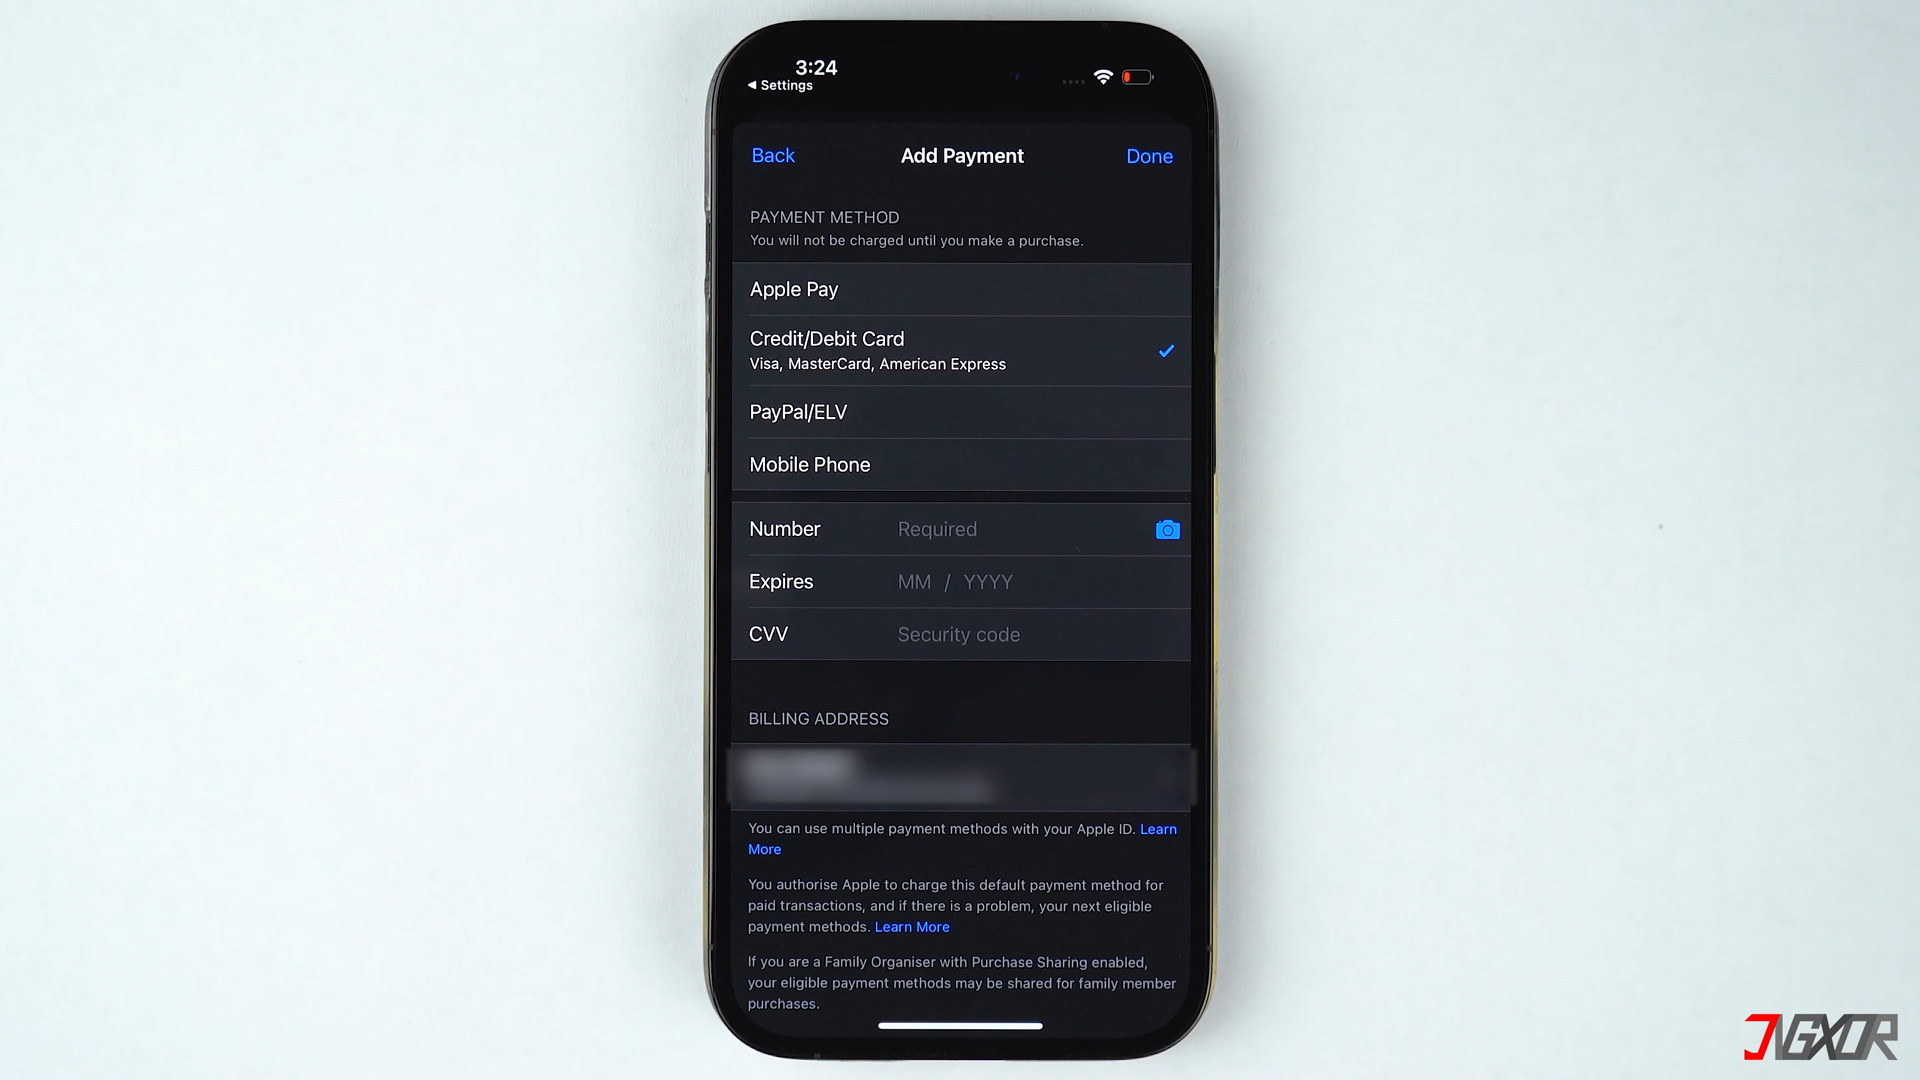 3:24
Settings
Back
Add Payment
Done
PAYMENT METHOD
You will not be charged until you make a purchase.
Apple Pay
Credit/Debit Card
Visa, MasterCard, American Express
PayPal/ELV
Mobile Phone
Number Required
Expires MM / YYYY
CVV Security code
BILLING ADDRESS
You can use multiple payment methods with your Apple ID. Learn
More
You authorise Apple to charge this default payment method for
paid transactions, and if there is a problem, your next eligible
payment methods. Learn More
If you are a Family Organiser with Purchase Sharing enabled,
your eligible payment methods may be shared for family member
purchases.
JVGXOR